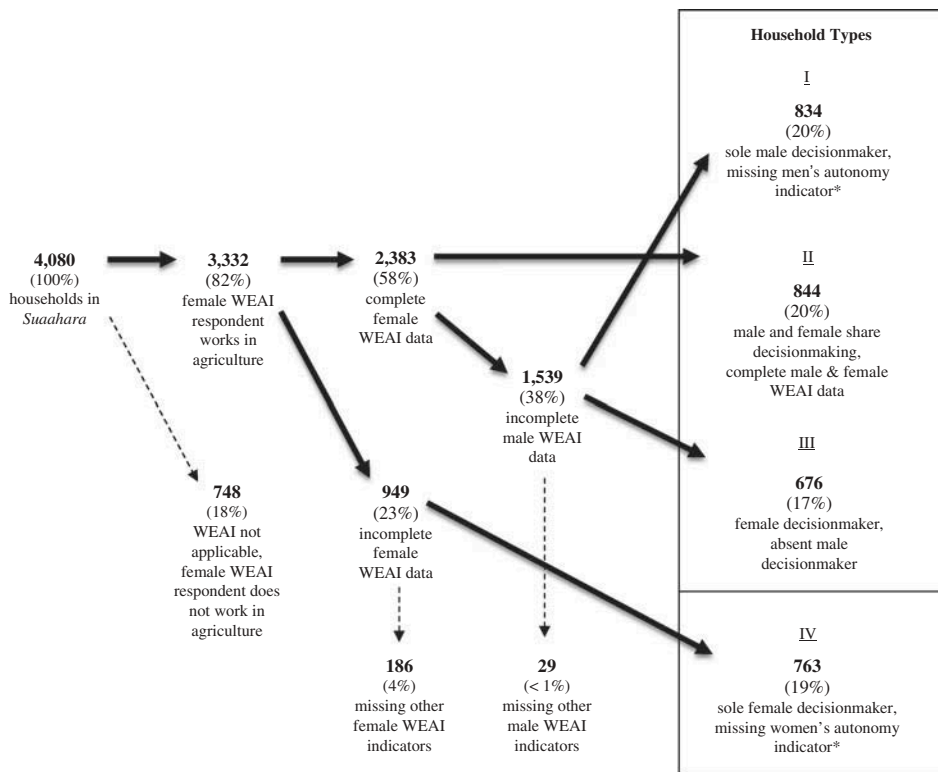 Household Types
I
834
(20%)
sole male decisionmaker,
missing men's autonomy
indicator*
4,080
(100%)
households in
Suaahara
3,332
(82%)
female WEAI
respondent
works in
agriculture
2,383
(58%)
complete
female
WEAI data
II
844
(20%)
male and female share
decisionmaking,
complete male & female
WEAI data
1,539
(38%)
incomplete
male WEAI
data
III
676
(17%)
female decisionmaker,
absent male
decisionmaker
748
(18%)
WEAI not
applicable,
female WEAI
respondent does
not work in
agriculture
949
(23%)
incomplete
female
WEAI data
186
(4%)
missing other
female WEAI
indicators
29
(< 1%)
missing other
male WEAI
indicators
IV
763
(19%)
sole female decisionmaker,
missing women's autonomy
indicator*